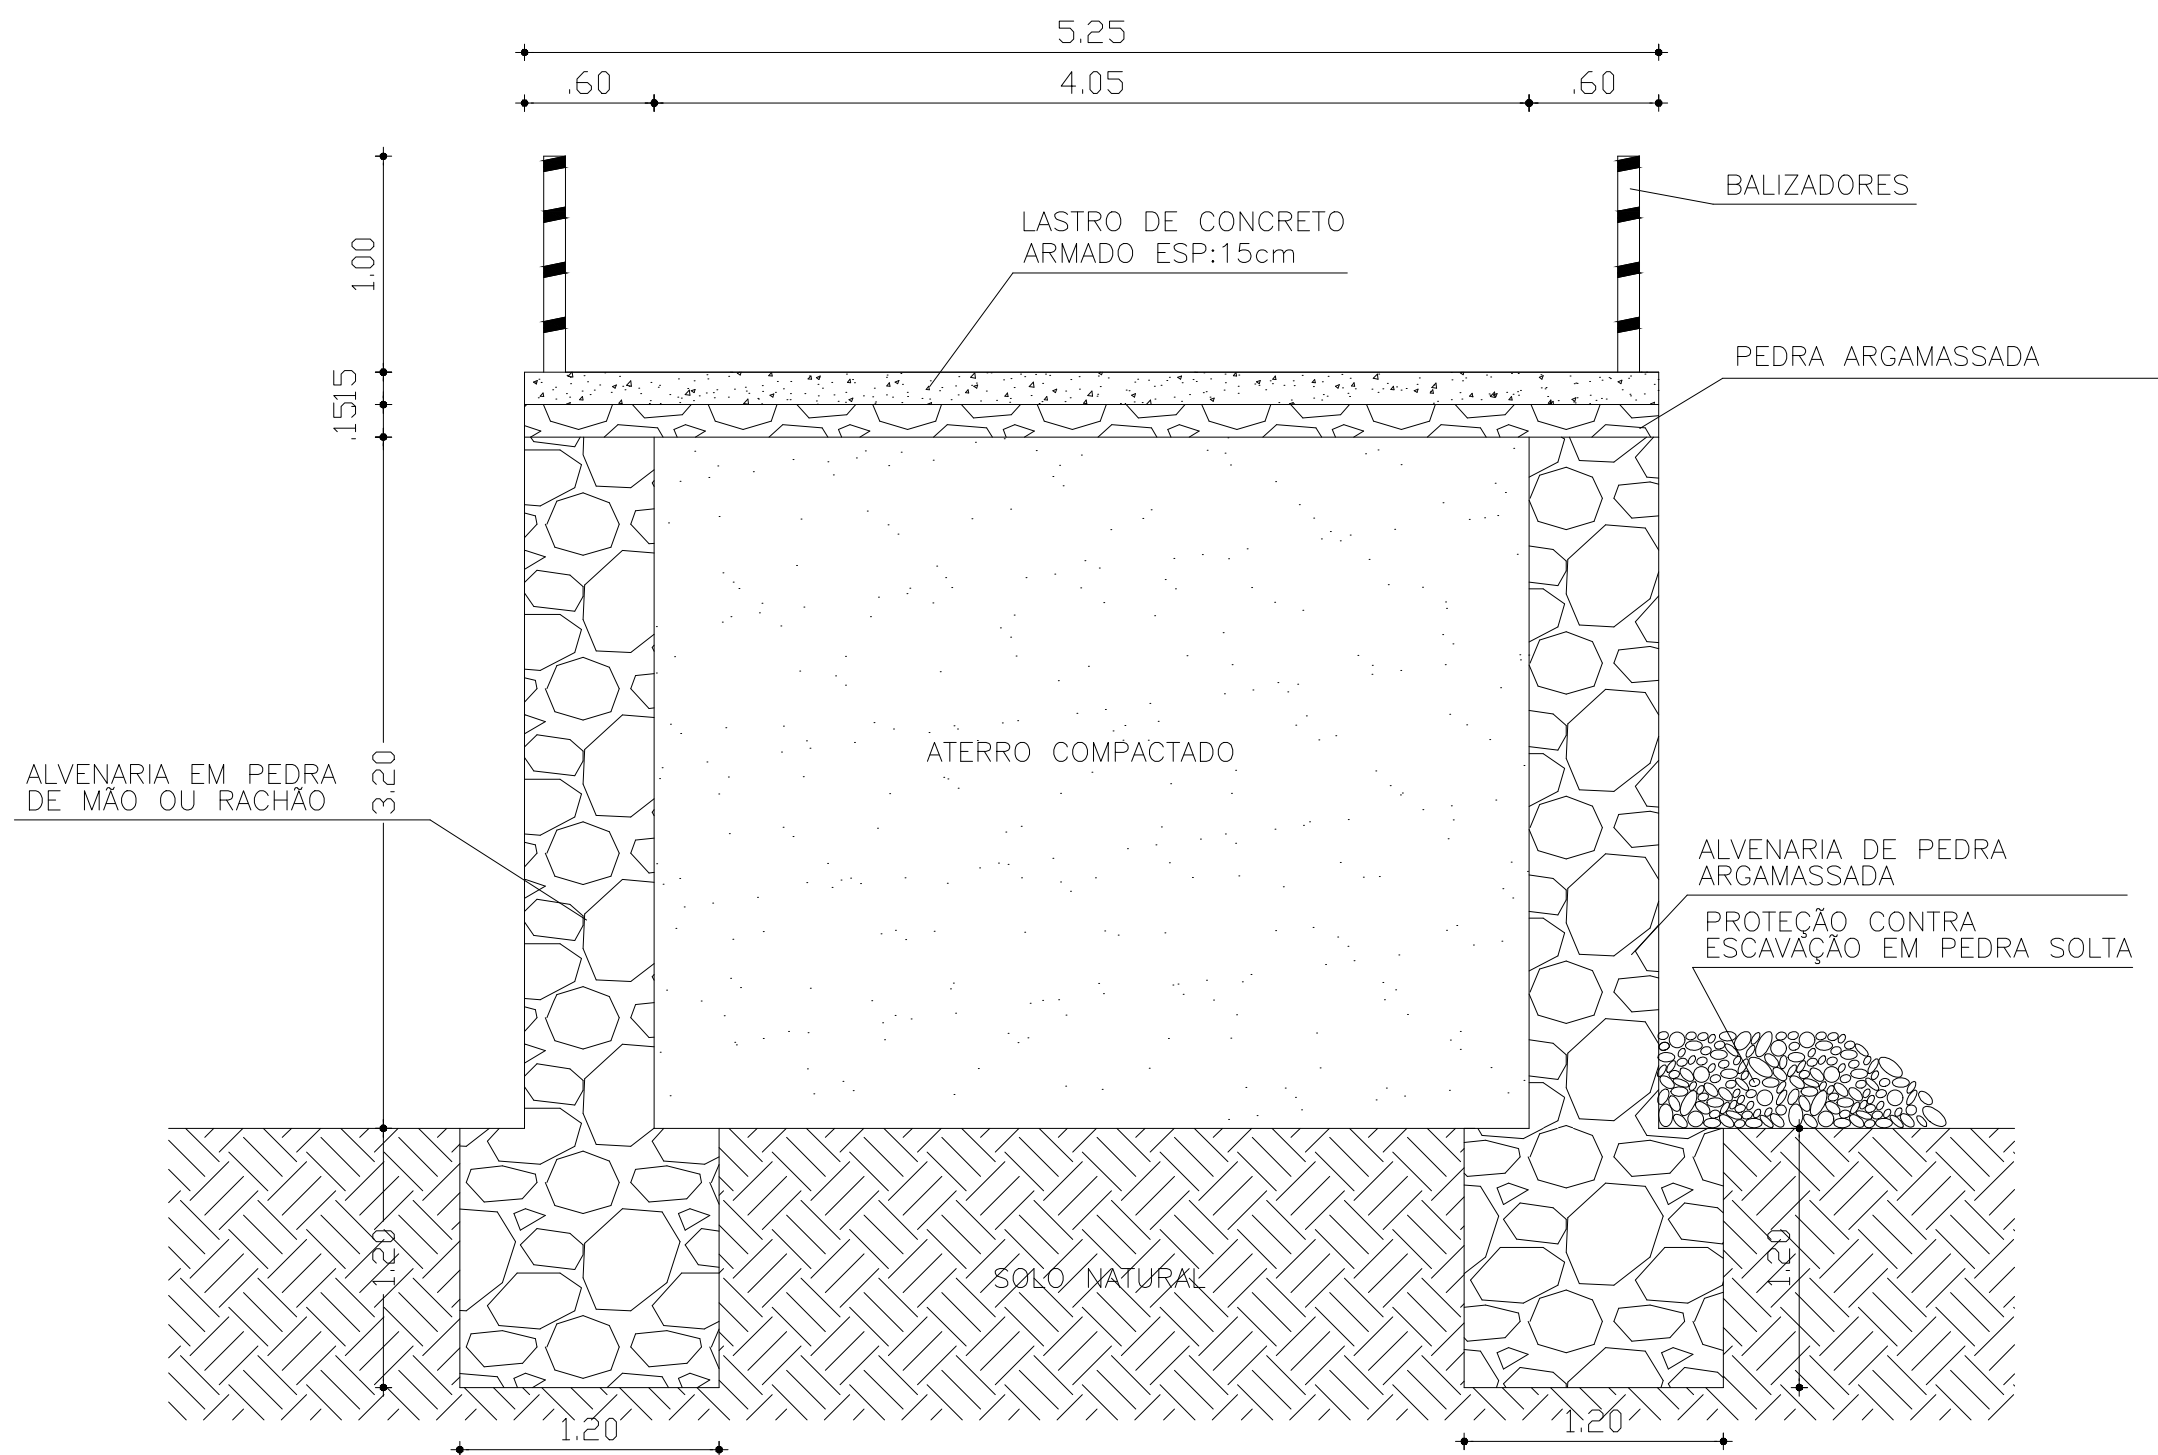 5.25
.60
4.05
.60
BALIZADORES
LASTRO DE CONCRETO
ARMADO ESP:15cm
1.00
PEDRA ARGAMASSADA
.15
15
ATERRO COMPACTADO
3.20
ALVENARIA EM PEDRA
DE MÃO OU RACHÃO
ALVENARIA DE PEDRA
ARGAMASSADA
PROTEÇÃO CONTRA
ESCAVAÇÃO EM PEDRA SOLTA
1.20
SOLO NATURAL
1.20
1.20
1.20